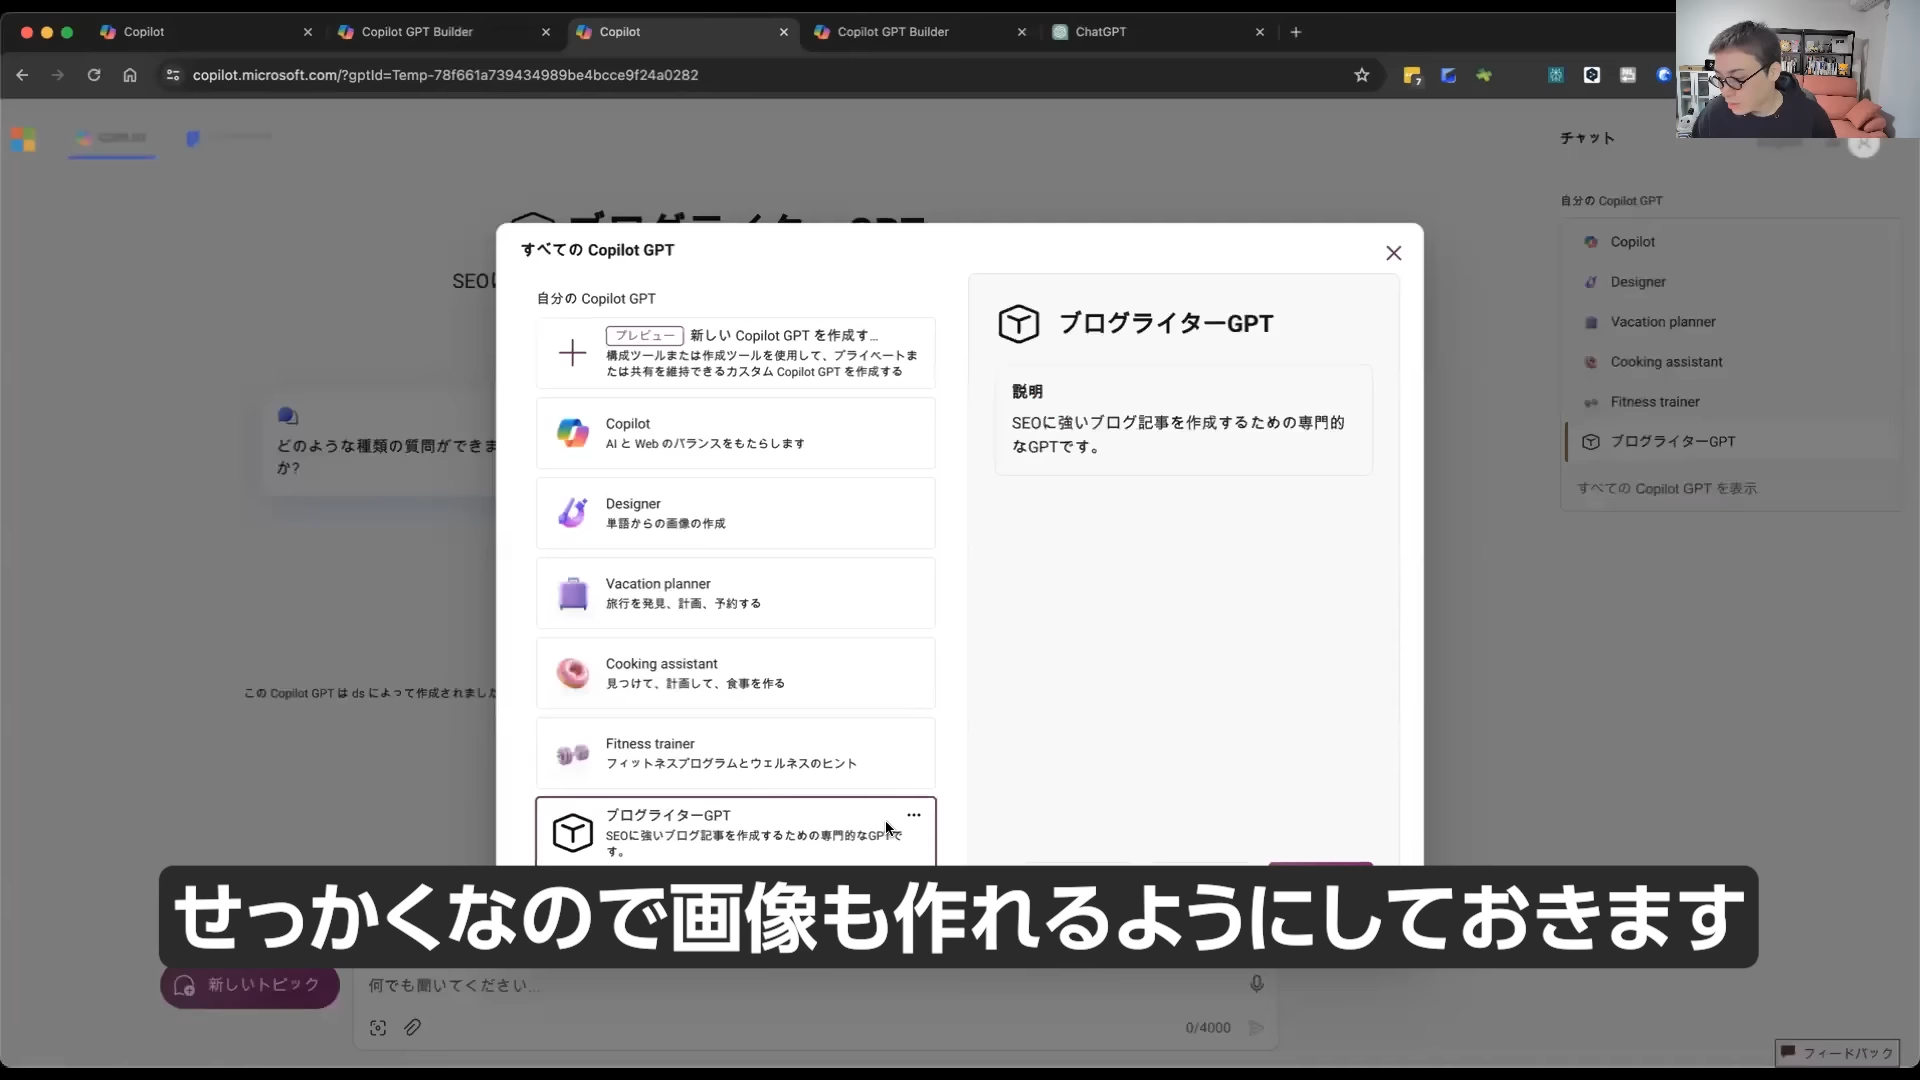 Copilot
Copilot GPT Builder
Copilot
Copilot GPT Builder
ChatGPT
copilot.microsoft.com/?gptId=Temp-78f661a739434989be4bcce9f24a0282
7
チャット
自分の Copilot GPT
Copilot
Designer
Vacation planner
Cooking assistant
Fitness trainer
ブログライターGPT
すべての Copilot GPT を表示
SEO
どのような種類の質問ができま
か?
この Copilot GPT は ds によって作成されました
すべての Copilot GPT
自分の Copilot GPT
プレビュー 新しい Copilot GPT を作成す...
構成ツールまたは作成ツールを使用して、プライベートま
たは共有を維持できるカスタム Copilot GPT を作成する
Copilot
AI と Web のバランスをもたらします
Designer
単語からの画像の作成
Vacation planner
旅行を発見、計画、予約する
Cooking assistant
見つけて、計画して、食事を作る
Fitness trainer
フィットネスプログラムとウェルネスのヒント
ブログライターGPT
SEOに強いブログ記事を作成するための専門的なGPTで
す。
ブログライターGPT
説明
SEOに強いブログ記事を作成するための専門的
なGPTです。
せっかくなので画像も作れるようにしておきます
新しいトピック
何でも聞いてください...
0/4000
フィードバック